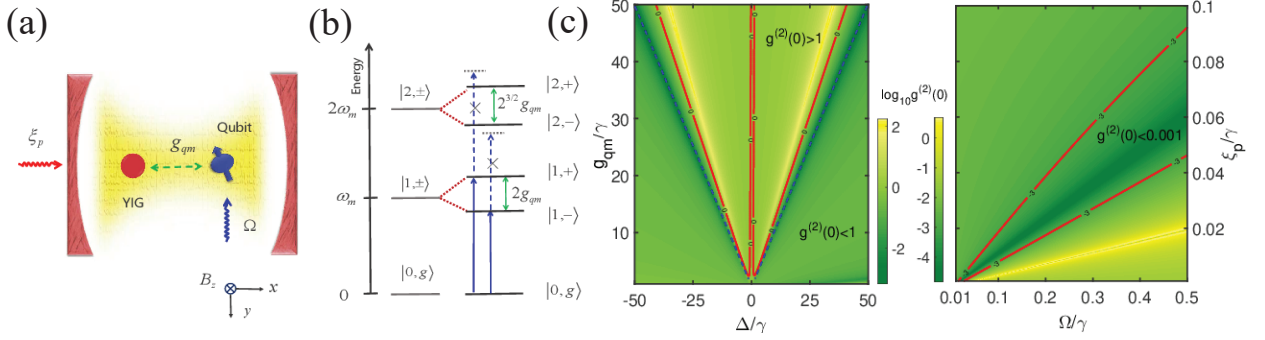 (a)
ξp
gqm
Qubit
YIG
Ω
Bz
x
y
(b)
Energy
2ωm
ωm
0
|2,±⟩
|1,±⟩
|0,g⟩
|2,+⟩
2^3/2 gqm
|2,−⟩
|1,+⟩
2gqm
|1,−⟩
|0,g⟩
(c)
gqm/γ
50
40
30
20
10
-50
0
50
Δ/γ
g(2)(0)>1
g(2)(0)<1
log10g(2)(0)
2
0
-2
0
-1
-2
-3
-4
g(2)(0)<0.001
-3
-3
0.01
0.1
0.2
0.3
0.4
0.5
Ω/γ
0.1
0.08
0.06
0.04
0.02
ξp/γ